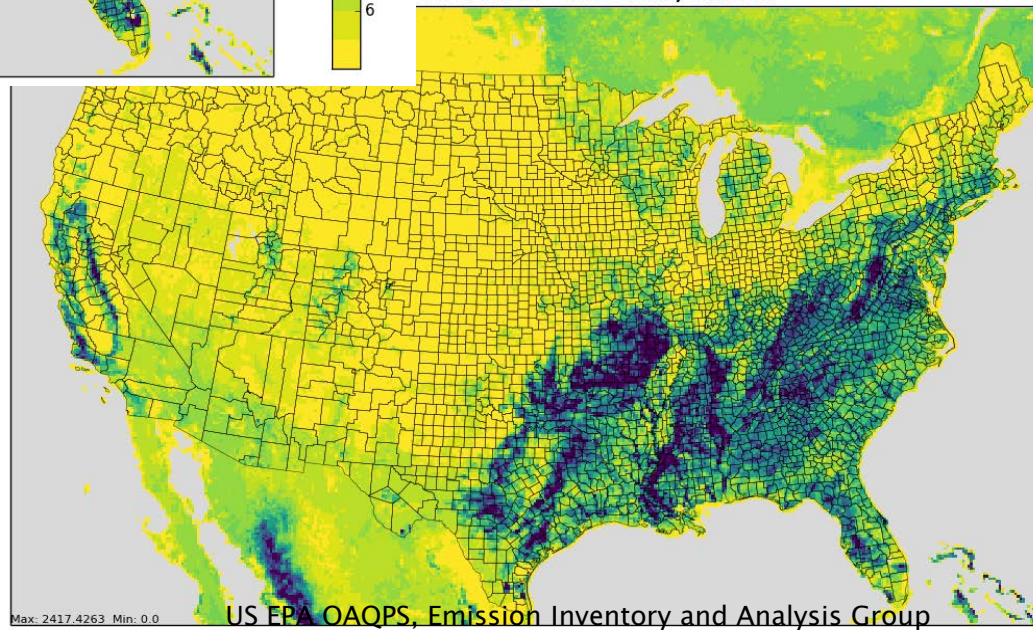 6
Max: 2417.4263 Min: 0.0
US EPA OAQPS, Emission Inventory and Analysis Group